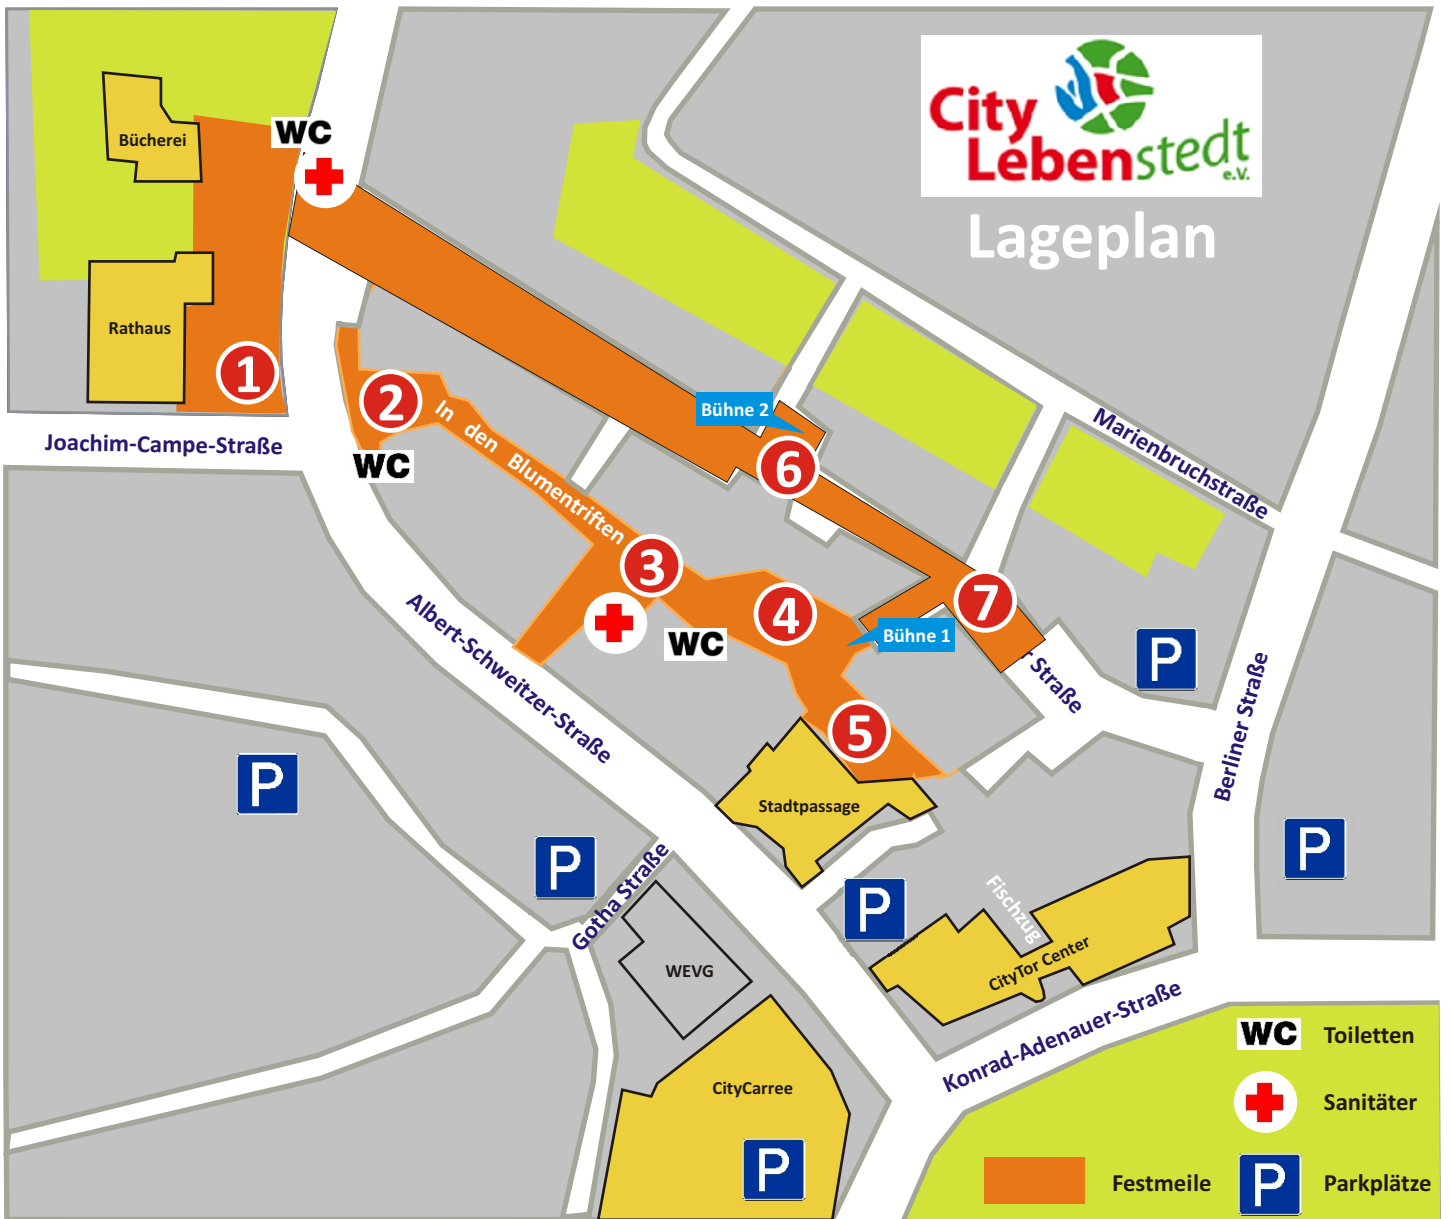 City
Lebenstedt
e.V.
Lageplan
WC
Bücherei
Rathaus
1
Joachim-Campe-Straße
2
WC
In den Blumentriften
Bühne 2
6
Marienbruchstraße
3
4
7
WC
Bühne 1
r Straße
P
Albert-Schweitzer-Straße
Berliner Straße
5
P
Stadtpassage
P
P
P
Gotha Straße
Fischzug
WEVG
CityTor Center
Konrad-Adenauer-Straße
CityCarree
P
WC Toiletten
Sanitäter
Festmeile
P Parkplätze